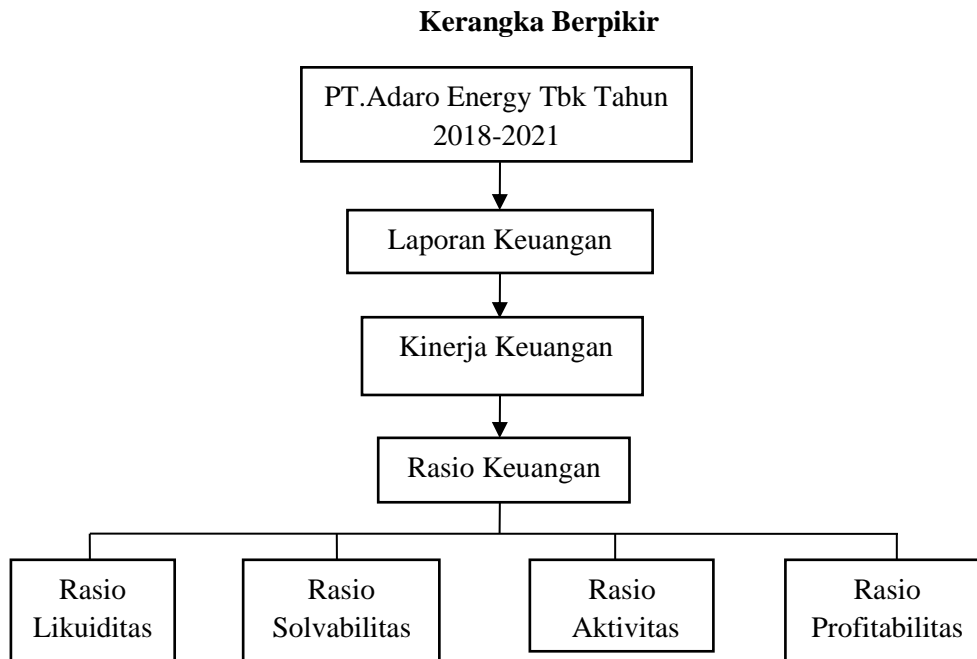 Kerangka Berpikir
PT.Adaro Energy Tbk Tahun
2018-2021
Laporan Keuangan
Kinerja Keuangan
Rasio Keuangan
Rasio
Likuiditas
Rasio
Solvabilitas
Rasio
Aktivitas
Rasio
Profitabilitas